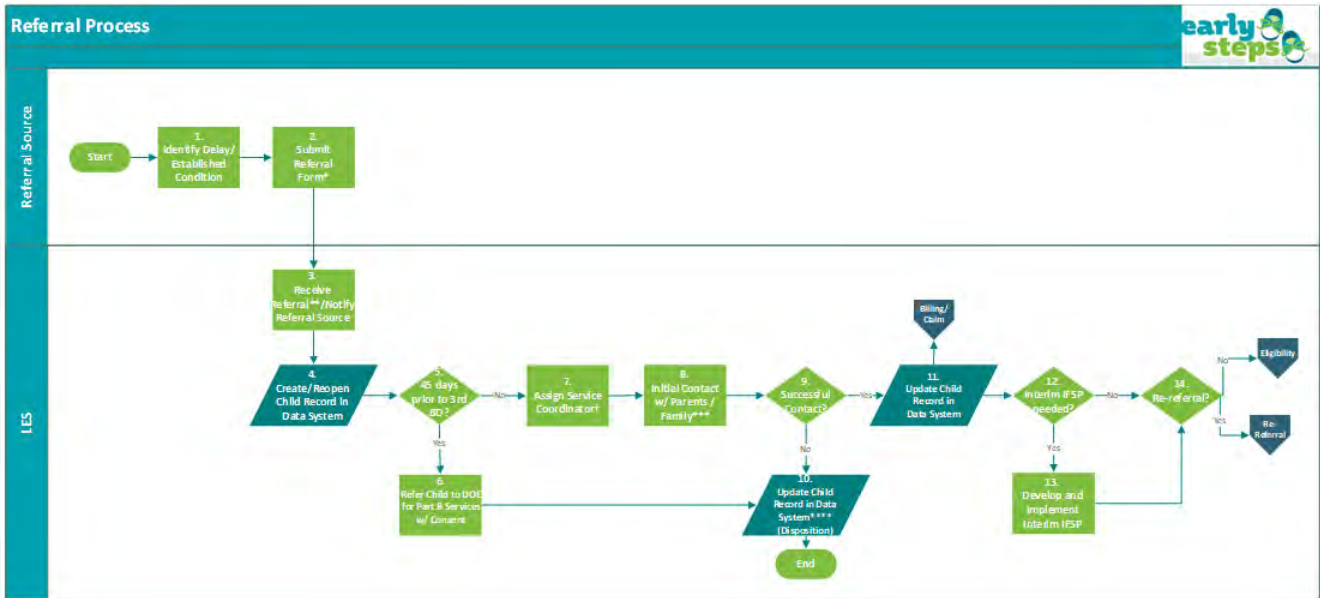 Referral Process
early
steps
Referral Source
Start
1.
Identify Delay/
Established
Condition
2.
Submit
Referral
Form*
LES
3.
Receive
Referral**/Notify
Referral Source
4.
Create/Reopen
Child Record in
Data System
5.
45 days
prior to 3rd
BD?
No
Yes
6.
Refer Child to DOE
for Part B Services
w/ Consent
7.
Assign Service
Coordinator†
8.
Initial Contact
w/ Parents /
Family***
9.
Successful
Contact?
Yes
No
10.
Update Child
Record in Data
System****
(Disposition)
End
Billing/
Claim
11.
Update Child
Record in
Data System
12.
Interim IFSP
needed?
No
Yes
13.
Develop and
Implement
Interim IFSP
14.
Re-referral?
No
Eligibility
Yes
Re-
Referral